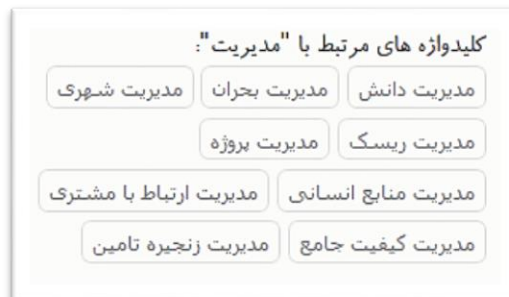 کلیدواژه های مرتبط با "مدیریت":
مدیریت دانش مدیریت بحران مدیریت شهری
مدیریت ریسک مدیریت پروژه
مدیریت منابع انسانی مدیریت ارتباط با مشتری
مدیریت کیفیت جامع مدیریت زنجیره تامین